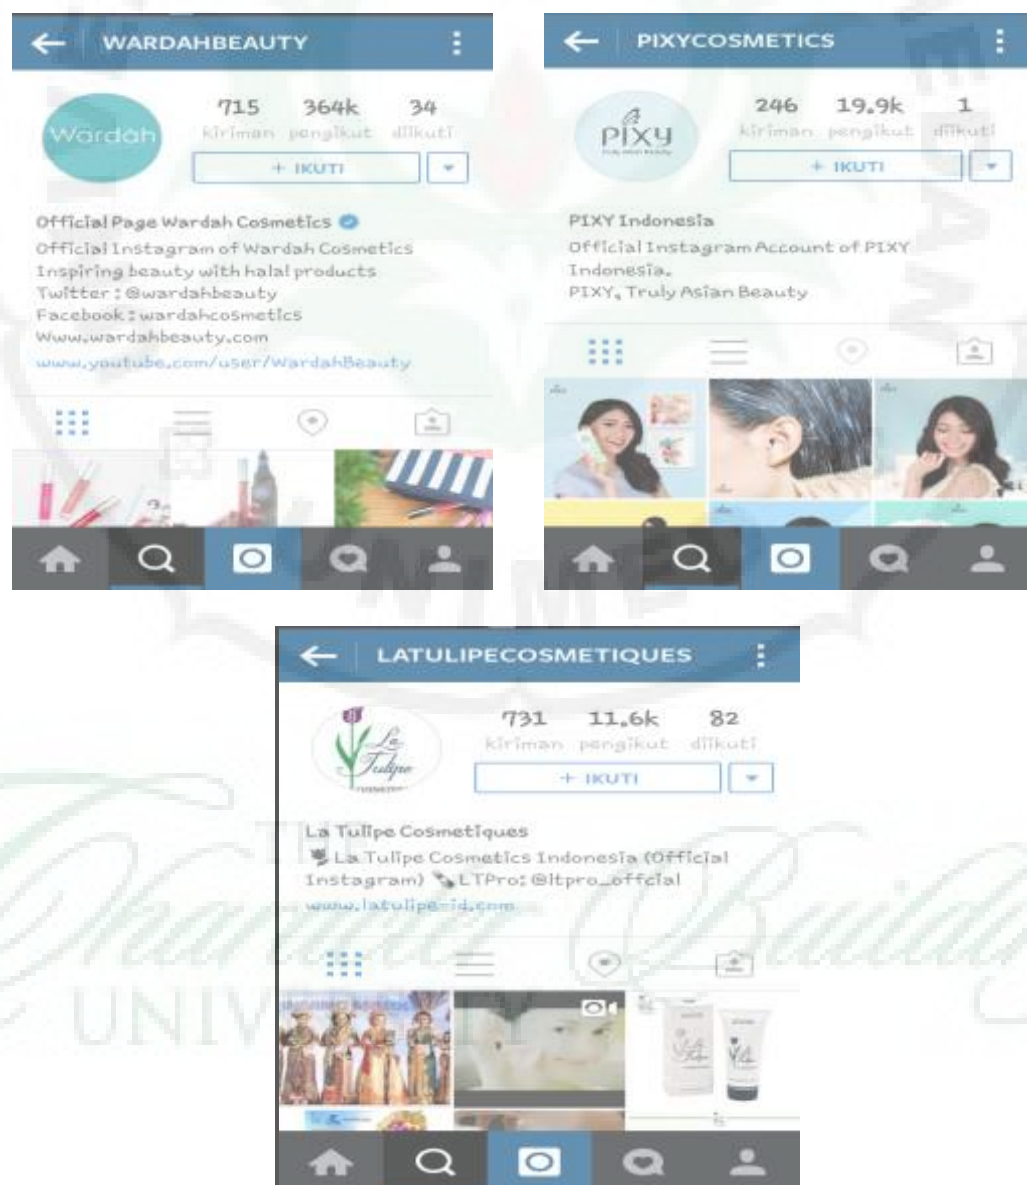 WARDAHBEAUTY
Wardah
715 364k 34
kiriman pengikut diikuti
+ IKUTI
Official Page Wardah Cosmetics
Official Instagram of Wardah Cosmetics
Inspiring beauty with halal products
Twitter : @wardahbeauty
Facebook : wardahcosmetics
Www.wardahbeauty.com
www.youtube.com/user/WardahBeauty
PIXYCOSMETICS
PIXY
246 19.9k 1
kiriman pengikut diikuti
+ IKUTI
PIXY Indonesia
Official Instagram Account of PIXY
Indonesia.
PIXY, Truly Asian Beauty
LATULIPECOSMETIQUES
La
Tulipe
731 11.6k 82
kiriman pengikut diikuti
+ IKUTI
La Tulipe Cosmetiques
La Tulipe Cosmetics Indonesia (Official
Instagram) LTPro: @ltpro_offcial
www.latulipe-id.com
THE
UNIVERSITY